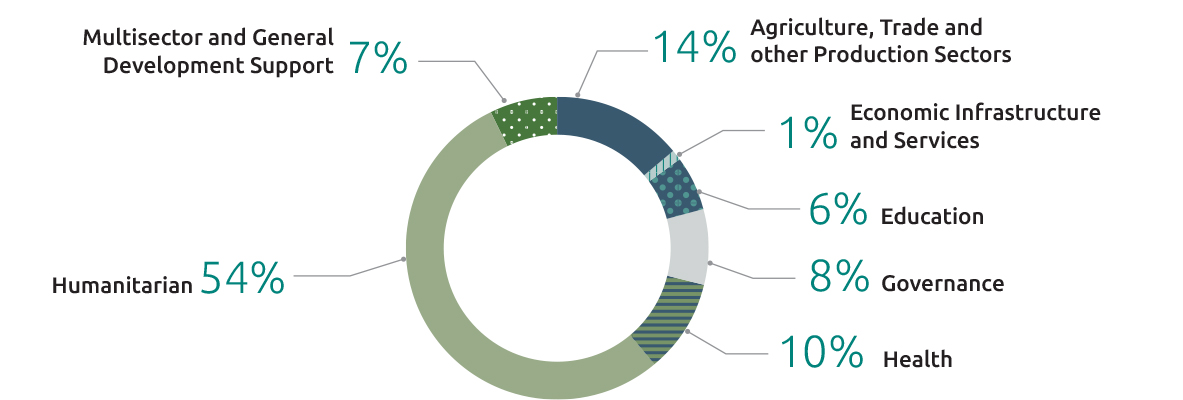 Multisector and General
Development Support
7%
14%
Agriculture, Trade and
other Production Sectors
1%
Economic Infrastructure
and Services
6% Education
Humanitarian 54%
8% Governance
10% Health